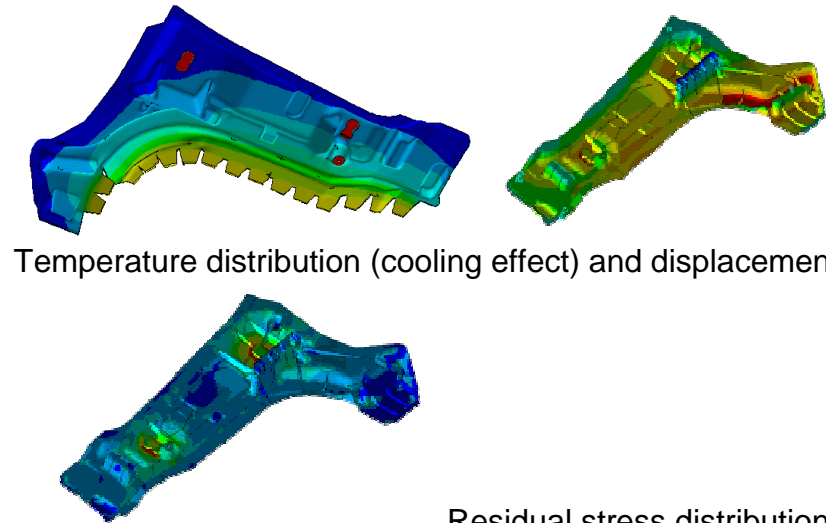 Temperature distribution (cooling effect) and displacemen
Residual stress distribution